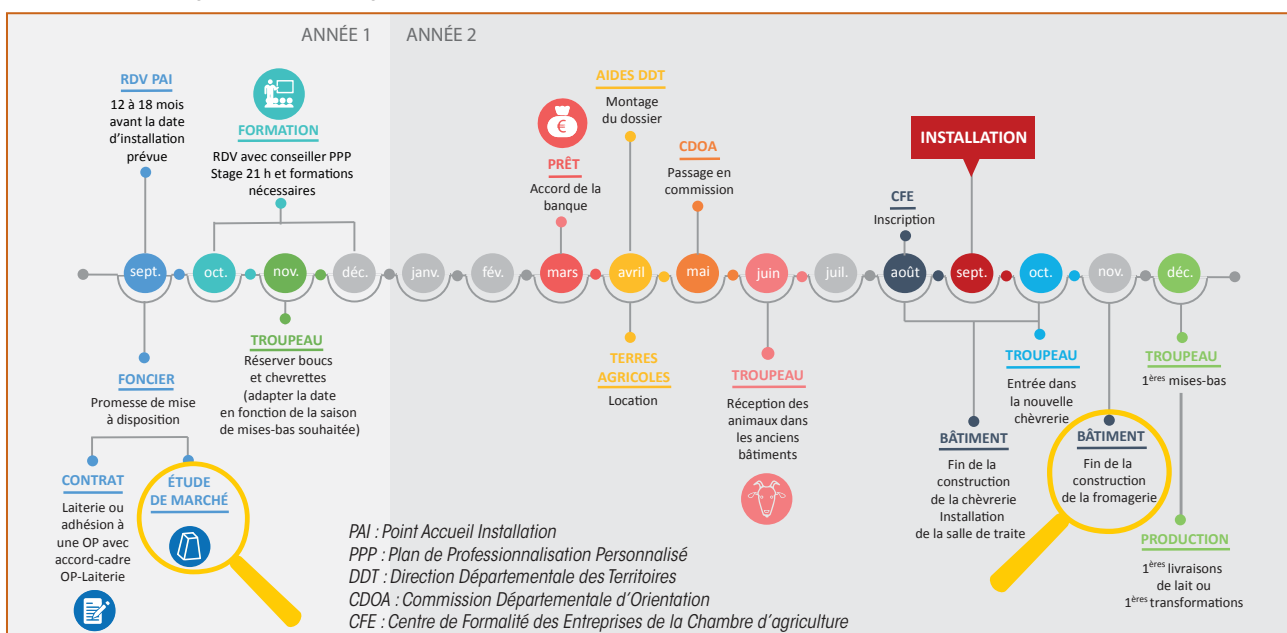 ANNÉE 1
ANNÉE 2
RDV PAI
12 à 18 mois
avant la date
d'installation
prévue
FORMATION
RDV avec conseiller PPP
Stage 21 h et formations
nécessaires
PRÊT
Accord de la
banque
AIDES DDT
Montage
du dossier
CDOA
Passage en
commission
CFE
Inscription
INSTALLATION
sept.
oct.
nov.
déc.
janv.
fév.
mars
avril
mai
juin
juil.
août
sept.
oct.
nov.
déc.
FONCIER
Promesse de mise
à disposition
CONTRAT
Laiterie ou
adhésion à
une OP avec
accord-cadre
OP-Laiterie
ÉTUDE
DE MARCHÉ
TROUPEAU
Réserver boucs
et chevrettes
(adapter la date
en fonction de la saison
de mises-bas souhaitée)
TERRES
AGRICOLES
Location
TROUPEAU
Réception des
animaux dans
les anciens
bâtiments
BÂTIMENT
Fin de la
construction
de la chèvrerie
Installation
de la salle de traite
TROUPEAU
Entrée dans
la nouvelle
chèvrerie
BÂTIMENT
Fin de la
construction
de la fromagerie
TROUPEAU
1ères mises-bas
PRODUCTION
1ères livraisons
de lait ou
1ères transformations
PAI : Point Accueil Installation
PPP : Plan de Professionnalisation Personnalisé
DDT : Direction Départementale des Territoires
CDOA : Commission Départementale d'Orientation
CFE : Centre de Formalité des Entreprises de la Chambre d'agriculture